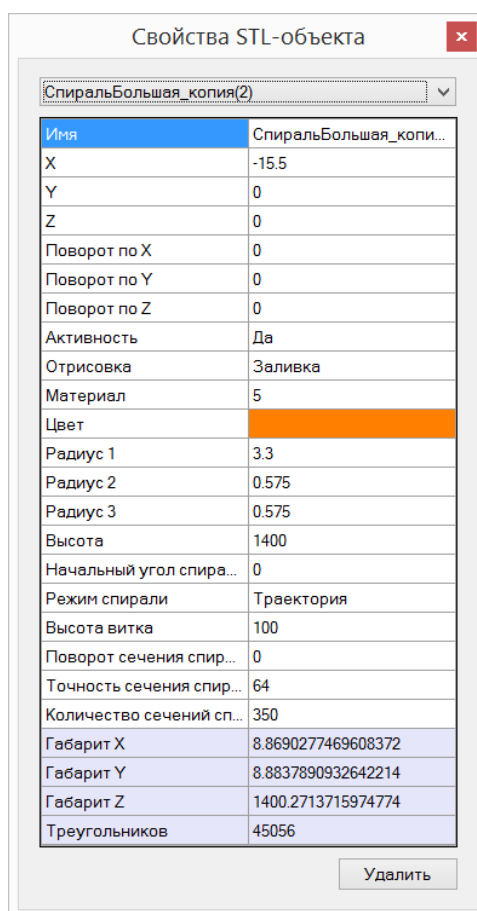 Свойства STL-объекта
СпиральБольшая_копия(2)
Имя СпиральБольшая_копи...
X -15.5
Y 0
Z 0
Поворот по X 0
Поворот по Y 0
Поворот по Z 0
Активность Да
Отрисовка Заливка
Материал 5
Цвет
Радиус 1 3.3
Радиус 2 0.575
Радиус 3 0.575
Высота 1400
Начальный угол спира... 0
Режим спирали Траектория
Высота витка 100
Поворот сечения спир... 0
Точность сечения спир... 64
Количество сечений сп... 350
Габарит X 8.8690277469608372
Габарит Y 8.8837890932642214
Габарит Z 1400.2713715974774
Треугольников 45056
Удалить